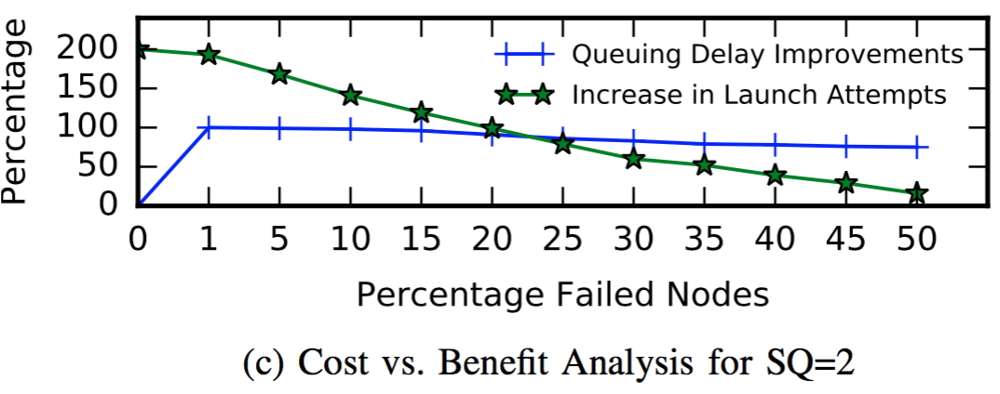 Percentage
200
150
100
50
0
Queuing Delay Improvements
Increase in Launch Attempts
0 1 5 10 15 20 25 30 35 40 45 50
Percentage Failed Nodes
(c) Cost vs. Benefit Analysis for SQ=2